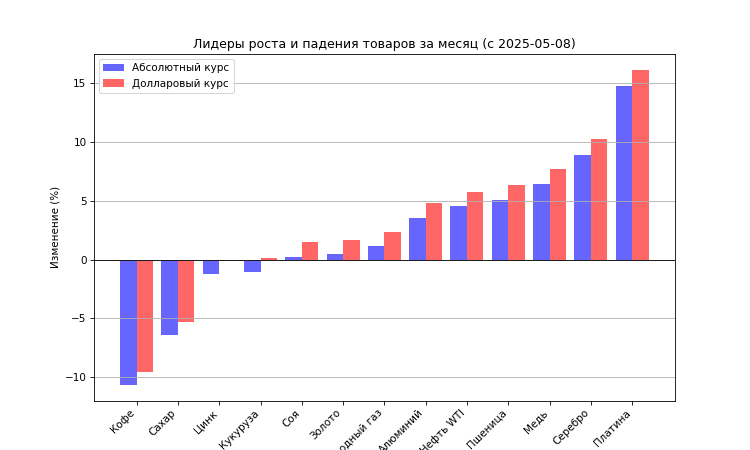 Лидеры роста и падения товаров за месяц (с 2025-05-08)
Абсолютный курс
Долларовый курс
Изменение (%)
15
10
5
0
−5
−10
Кофе
Сахар
Цинк
Кукуруза
Соя
Золото
одный газ
Алюминий
Нефть WTI
Пшеница
Медь
Серебро
Платина